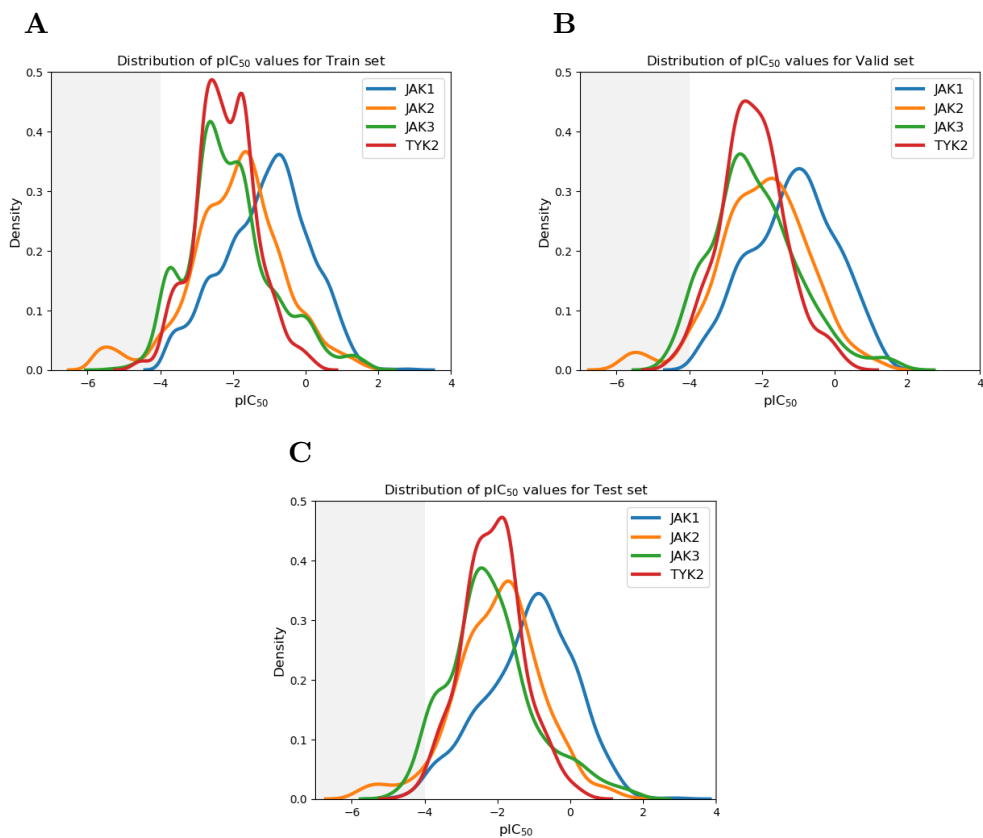 A
Distribution of pIC₅₀ values for Train set
JAK1
JAK2
JAK3
TYK2
0.5
0.4
0.3
0.2
0.1
0.0
Density
−6
−4
−2
0
2
4
pIC₅₀
B
Distribution of pIC₅₀ values for Valid set
JAK1
JAK2
JAK3
TYK2
0.5
0.4
0.3
0.2
0.1
0.0
Density
−6
−4
−2
0
2
4
pIC₅₀
C
Distribution of pIC₅₀ values for Test set
JAK1
JAK2
JAK3
TYK2
0.5
0.4
0.3
0.2
0.1
0.0
Density
−6
−4
−2
0
2
4
pIC₅₀